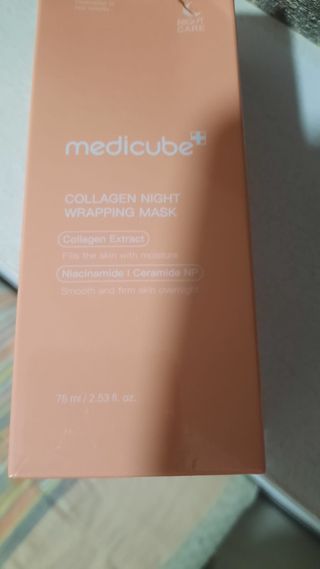 NIGHT
CARE
medicube
COLLAGEN NIGHT
WRAPPING MASK
Collagen Extract
Fills the skin with moisture
Niacinamide | Ceramide NP
Smooth and firm skin overnight
75 ml / 2.53 fl. oz.